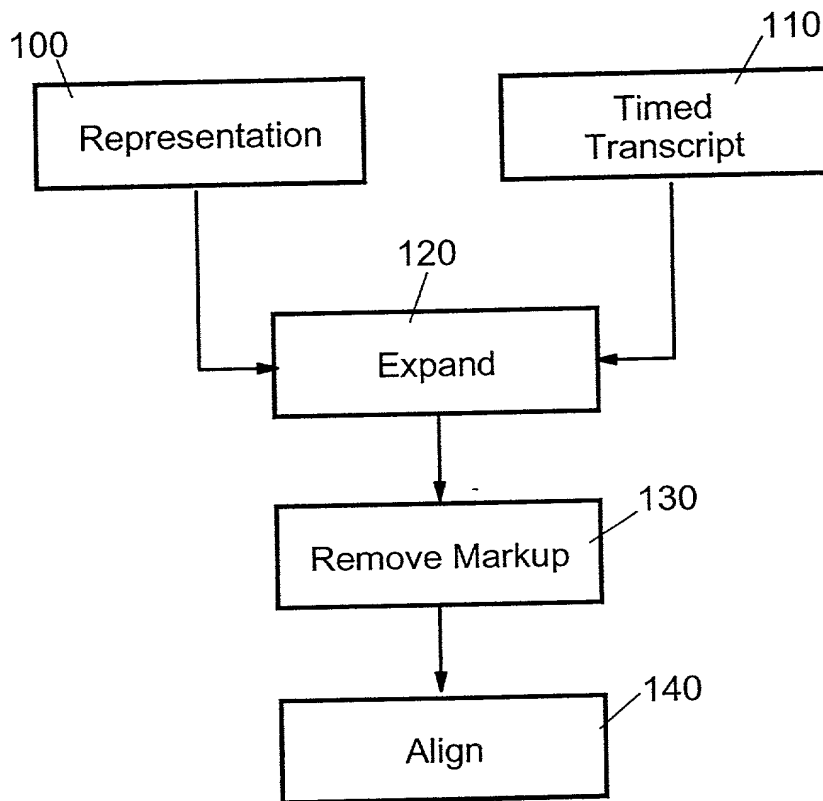 100
110
Representation
Timed
Transcript
120
Expand
130
Remove Markup
140
Align